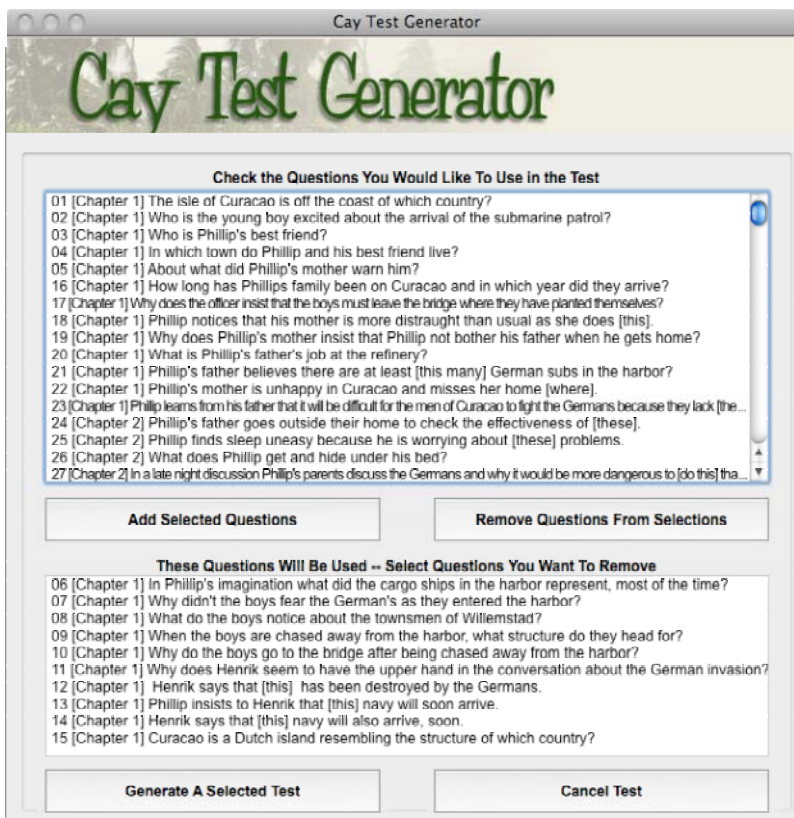 Cay Test Generator
Cay Test Generator
Check the Questions You Would Like To Use in the Test
01 [Chapter 1] The isle of Curacao is off the coast of which country?
02 [Chapter 1] Who is the young boy excited about the arrival of the submarine patrol?
03 [Chapter 1] Who is Phillip's best friend?
04 [Chapter 1] In which town do Phillip and his best friend live?
05 [Chapter 1] About what did Phillip's mother warn him?
16 [Chapter 1] How long has Phillips family been on Curacao and in which year did they arrive?
17 [Chapter 1] Why does the officer insist that the boys must leave the bridge where they have planted themselves?
18 [Chapter 1] Phillip notices that his mother is more distraught than usual as she does [this].
19 [Chapter 1] Why does Phillip's mother insist that Phillip not bother his father when he gets home?
20 [Chapter 1] What is Phillip's father's job at the refinery?
21 [Chapter 1] Phillip's father believes there are at least [this many] German subs in the harbor?
22 [Chapter 1] Phillip's mother is unhappy in Curacao and misses her home [where].
23 [Chapter 1] Phillip learns from his father that it will be difficult for the men of Curacao to fight the Germans because they lack [the...
24 [Chapter 2] Phillip's father goes outside their home to check the effectiveness of [these].
25 [Chapter 2] Phillip finds sleep uneasy because he is worrying about [these] problems.
26 [Chapter 2] What does Phillip get and hide under his bed?
27 [Chapter 2] In a late night discussion Phillip's parents discuss the Germans and why it would be more dangerous to [do this] tha...
Add Selected Questions
Remove Questions From Selections
These Questions Will Be Used -- Select Questions You Want To Remove
06 [Chapter 1] In Phillip's imagination what did the cargo ships in the harbor represent, most of the time?
07 [Chapter 1] Why didn't the boys fear the German's as they entered the harbor?
08 [Chapter 1] What do the boys notice about the townsmen of Willemstad?
09 [Chapter 1] When the boys are chased away from the harbor, what structure do they head for?
10 [Chapter 1] Why do the boys go to the bridge after being chased away from the harbor?
11 [Chapter 1] Why does Henrik seem to have the upper hand in the conversation about the German invasion?
12 [Chapter 1] Henrik says that [this] has been destroyed by the Germans.
13 [Chapter 1] Phillip insists to Henrik that [this] navy will soon arrive.
14 [Chapter 1] Henrik says that [this] navy will also arrive, soon.
15 [Chapter 1] Curacao is a Dutch island resembling the structure of which country?
Generate A Selected Test
Cancel Test